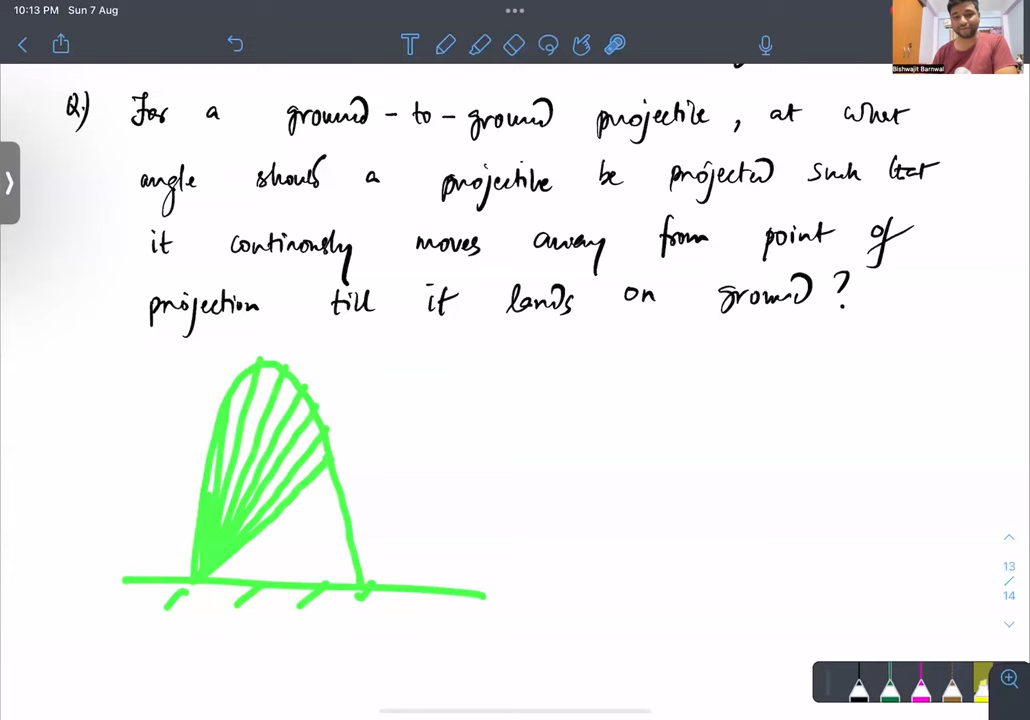 10:13 PM Sun 7 Aug
Bishwajit Barnwal
Q.) For a ground-to-ground projectile, at what
angle should a projectile be projected such that
it continously moves away from point of
projection till it lands on ground?
13
/
14